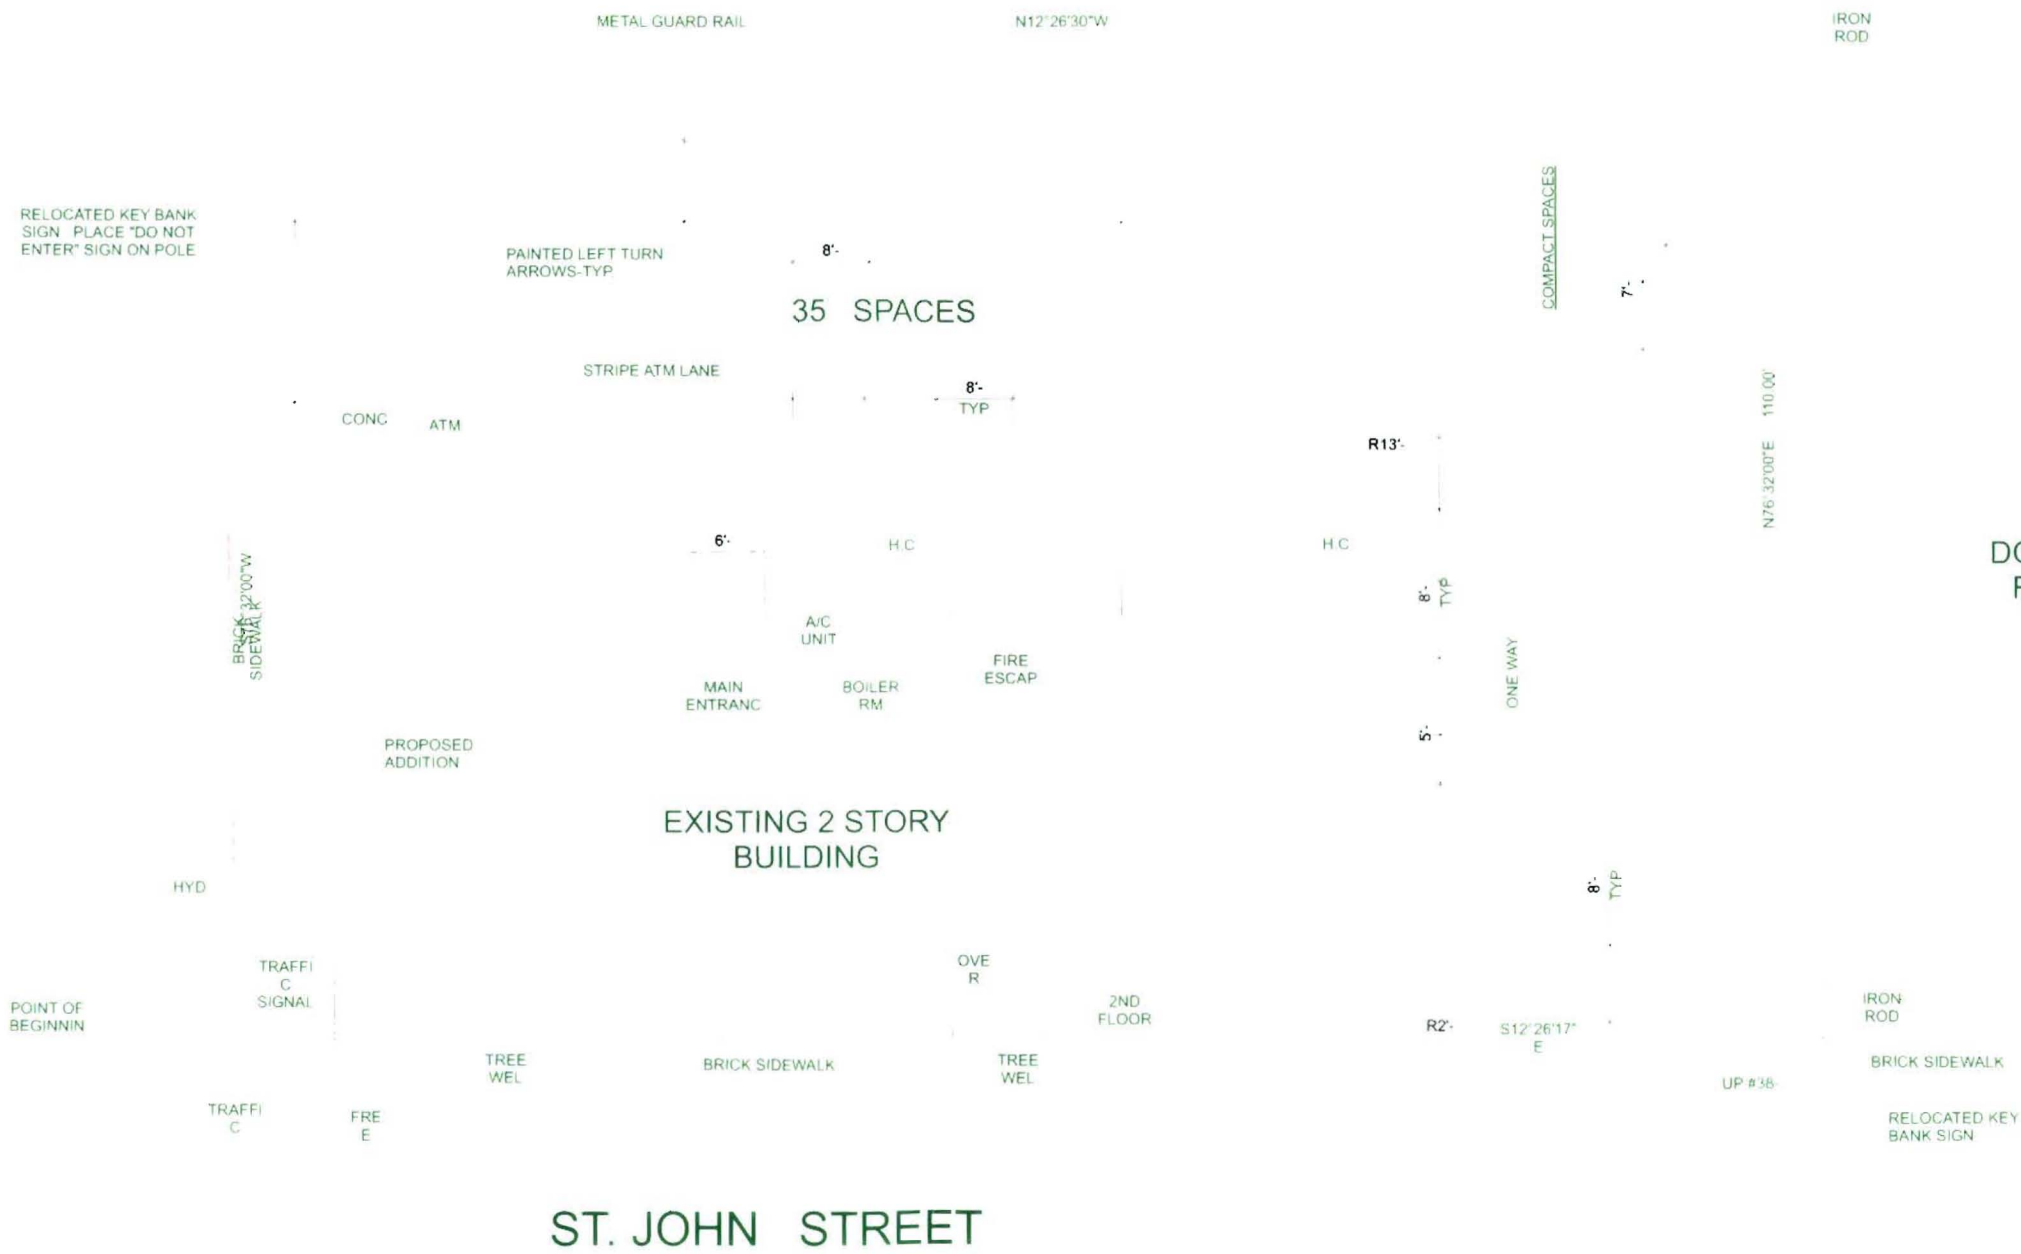 METAL GUARD RAIL
N12°26'30"W
IRON
ROD
RELOCATED KEY BANK
SIGN PLACE "DO NOT
ENTER" SIGN ON POLE
PAINTED LEFT TURN
ARROWS-TYP
8'-
35 SPACES
COMPACT SPACES
7'-
STRIPE ATM LANE
8'-
TYP
CONC
ATM
R13'-
N76°32'00"E 110.00'
6'-
H.C
H.C
DO
BRICK
SIDEWALK
8'-
TYP
A/C
UNIT
FIRE
ESCAP
ONE WAY
MAIN
ENTRANC
BOILER
RM
5'-
PROPOSED
ADDITION
EXISTING 2 STORY
BUILDING
HYD
8'-
TYP
TRAFFI
C
SIGNAL
OVE
R
POINT OF
BEGINNIN
2ND
FLOOR
R2'-
S12°26'17"
E
IRON
ROD
TREE
WEL
BRICK SIDEWALK
TREE
WEL
BRICK SIDEWALK
UP #38-
TRAFFI
C
FRE
E
RELOCATED KEY
BANK SIGN
ST. JOHN STREET